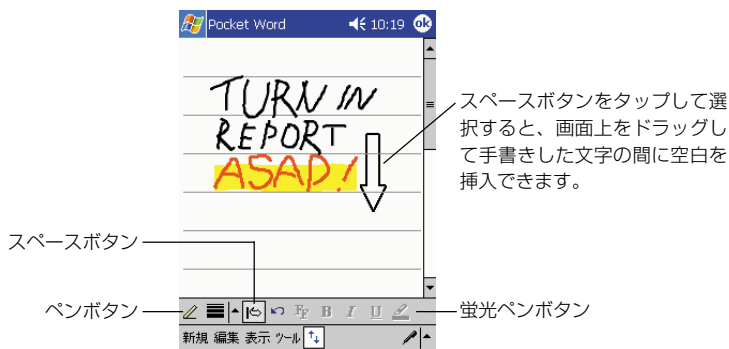 Pocket Word 10:19 ok
TURN IN
REPORT
ASAD!
スペースボタンをタップして選
択すると、画面上をドラッグし
て手書きした文字の間に空白を
挿入できます。
スペースボタン
ペンボタン
FF B I U
蛍光ペンボタン
新規 編集 表示 ツール